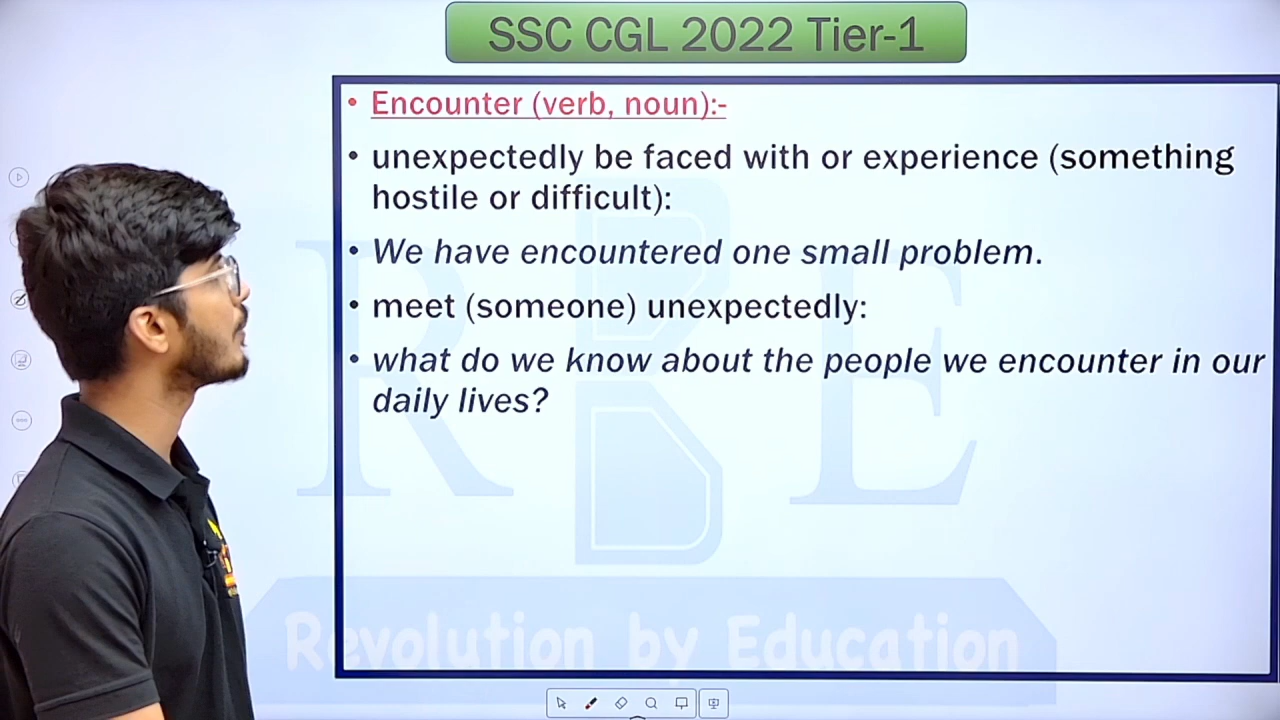 SSC CGL 2022 Tier-1
• Encounter (verb, noun):-
• unexpectedly be faced with or experience (something
hostile or difficult):
• We have encountered one small problem.
• meet (someone) unexpectedly:
• what do we know about the people we encounter in our
daily lives?
R B E
Revolution by Education